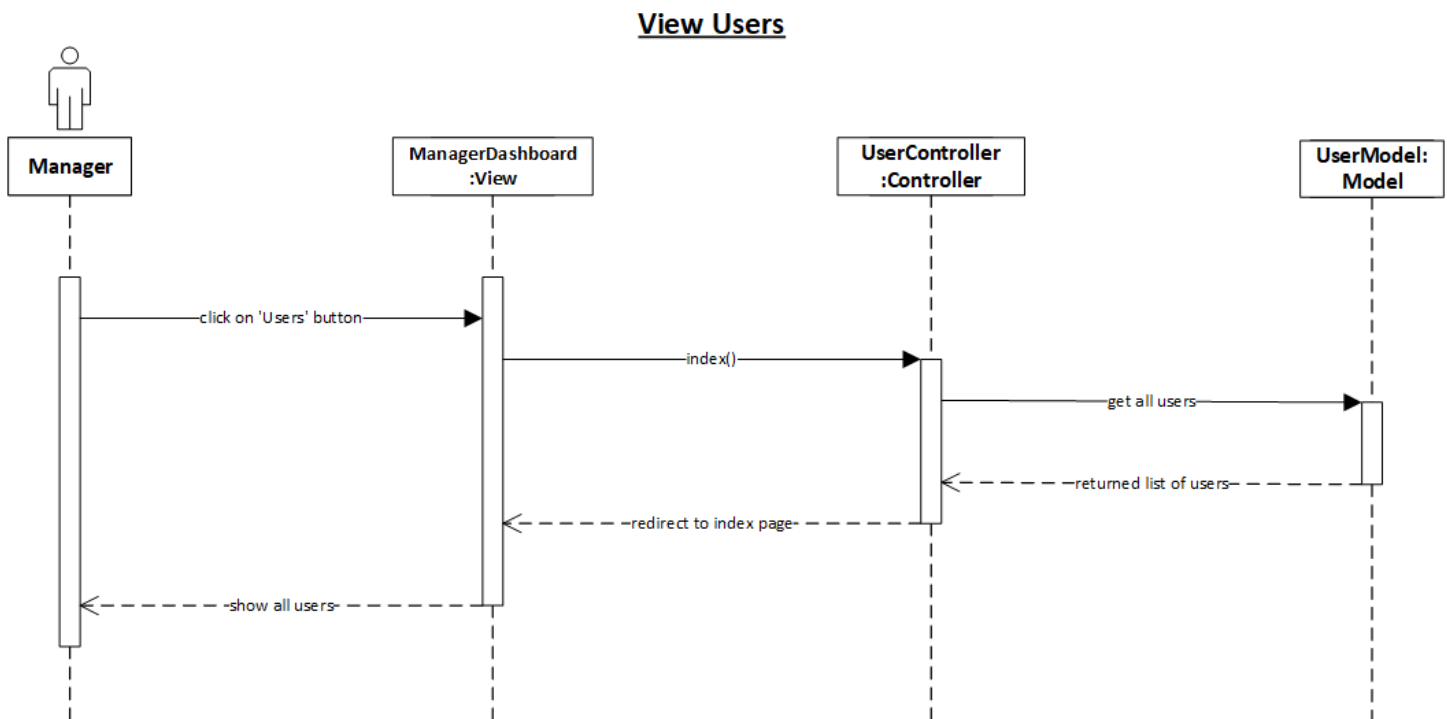 View Users
Manager
ManagerDashboard
:View
UserController
:Controller
UserModel:
Model
click on 'Users' button
index()
get all users
returned list of users
redirect to index page
show all users